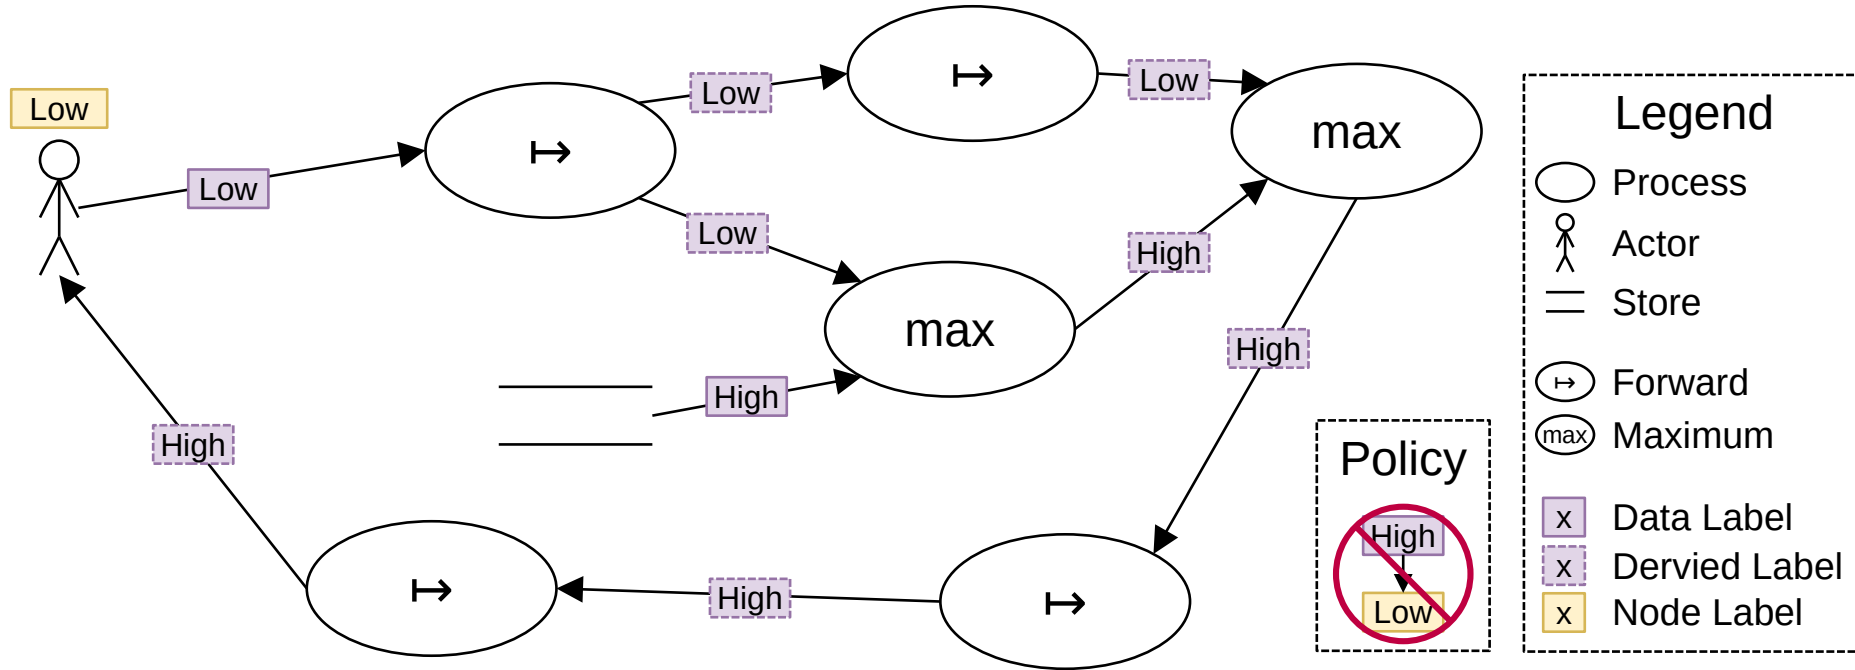 Low
Low
↦
Low
↦
Low
max
Low
max
High
High
High
High
↦
High
↦
Policy
High
Low
Legend
Process
Actor
Store
↦ Forward
max Maximum
x Data Label
x Dervied Label
x Node Label